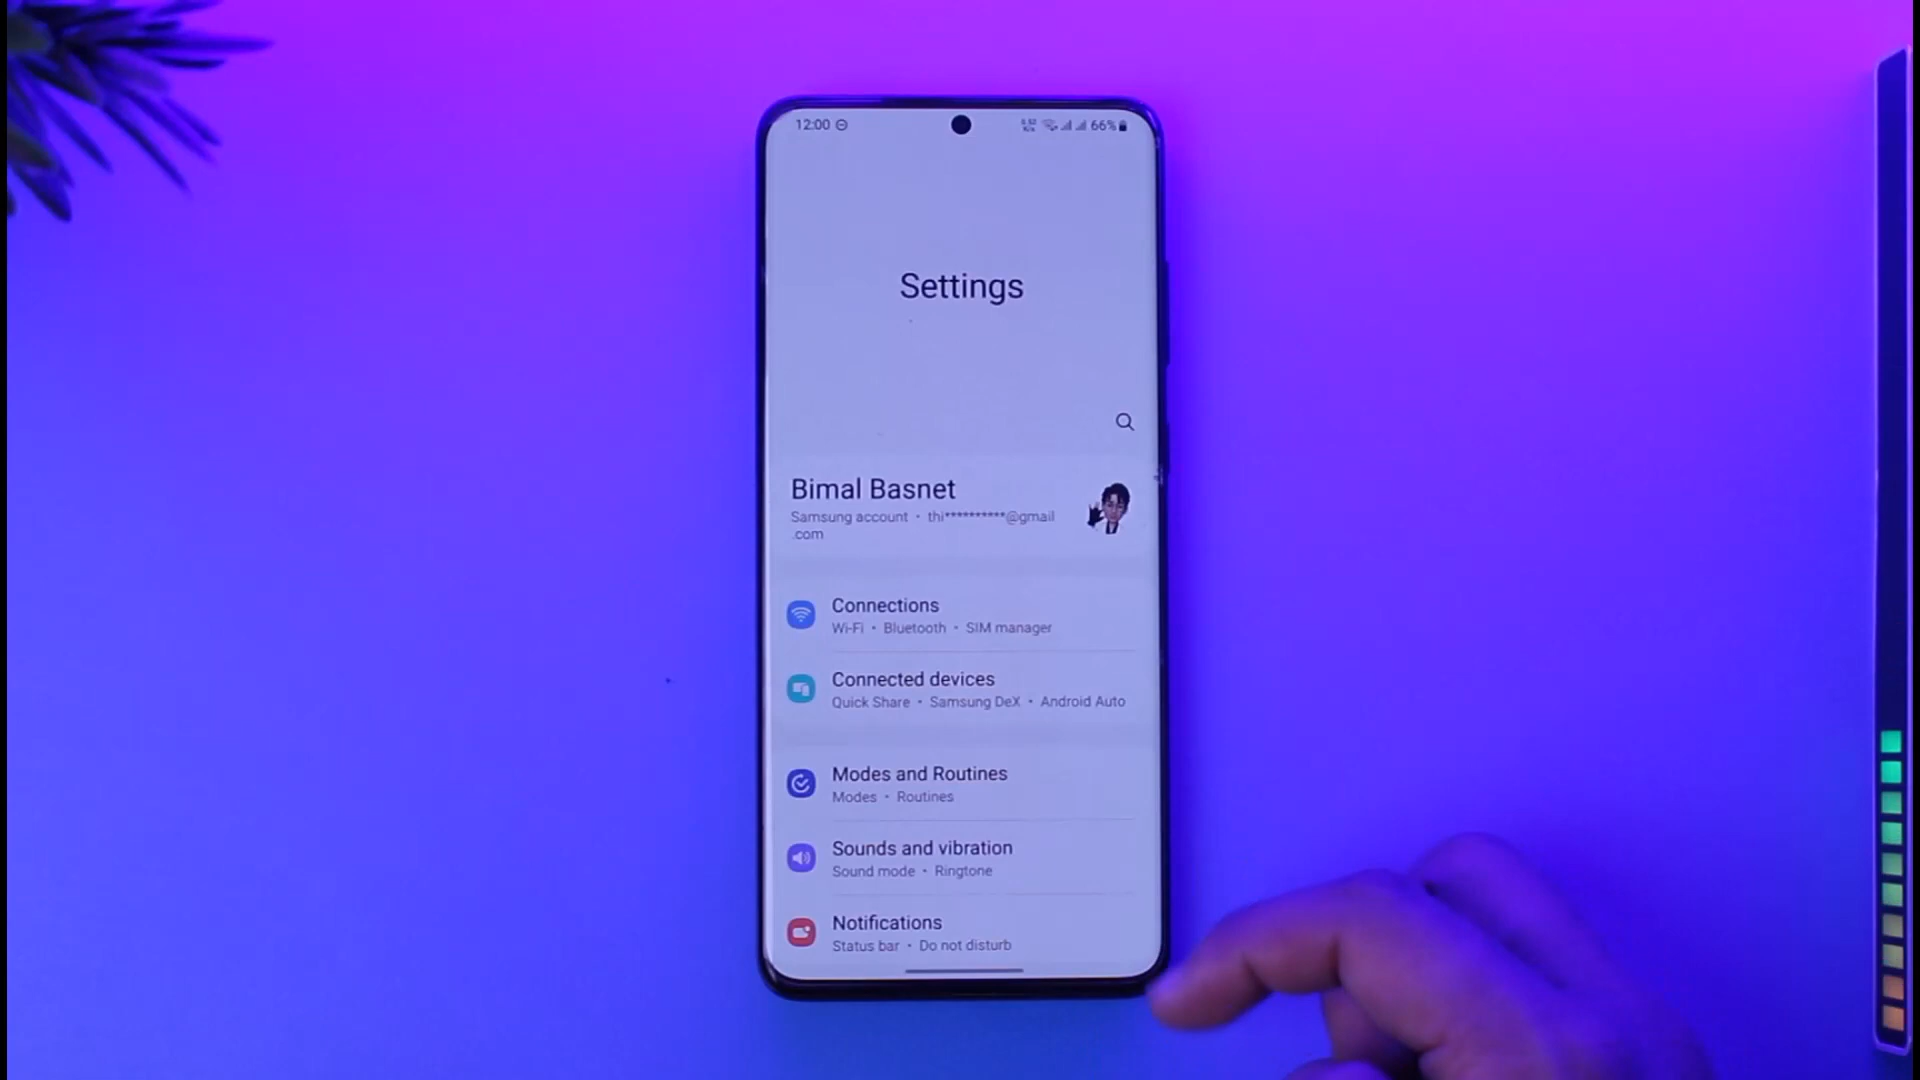 12:00 66%
Settings
Bimal Basnet
Samsung account • thi**********@gmail
.com
Connections
Wi-Fi • Bluetooth • SIM manager
Connected devices
Quick Share • Samsung DeX • Android Auto
Modes and Routines
Modes • Routines
Sounds and vibration
Sound mode • Ringtone
Notifications
Status bar • Do not disturb